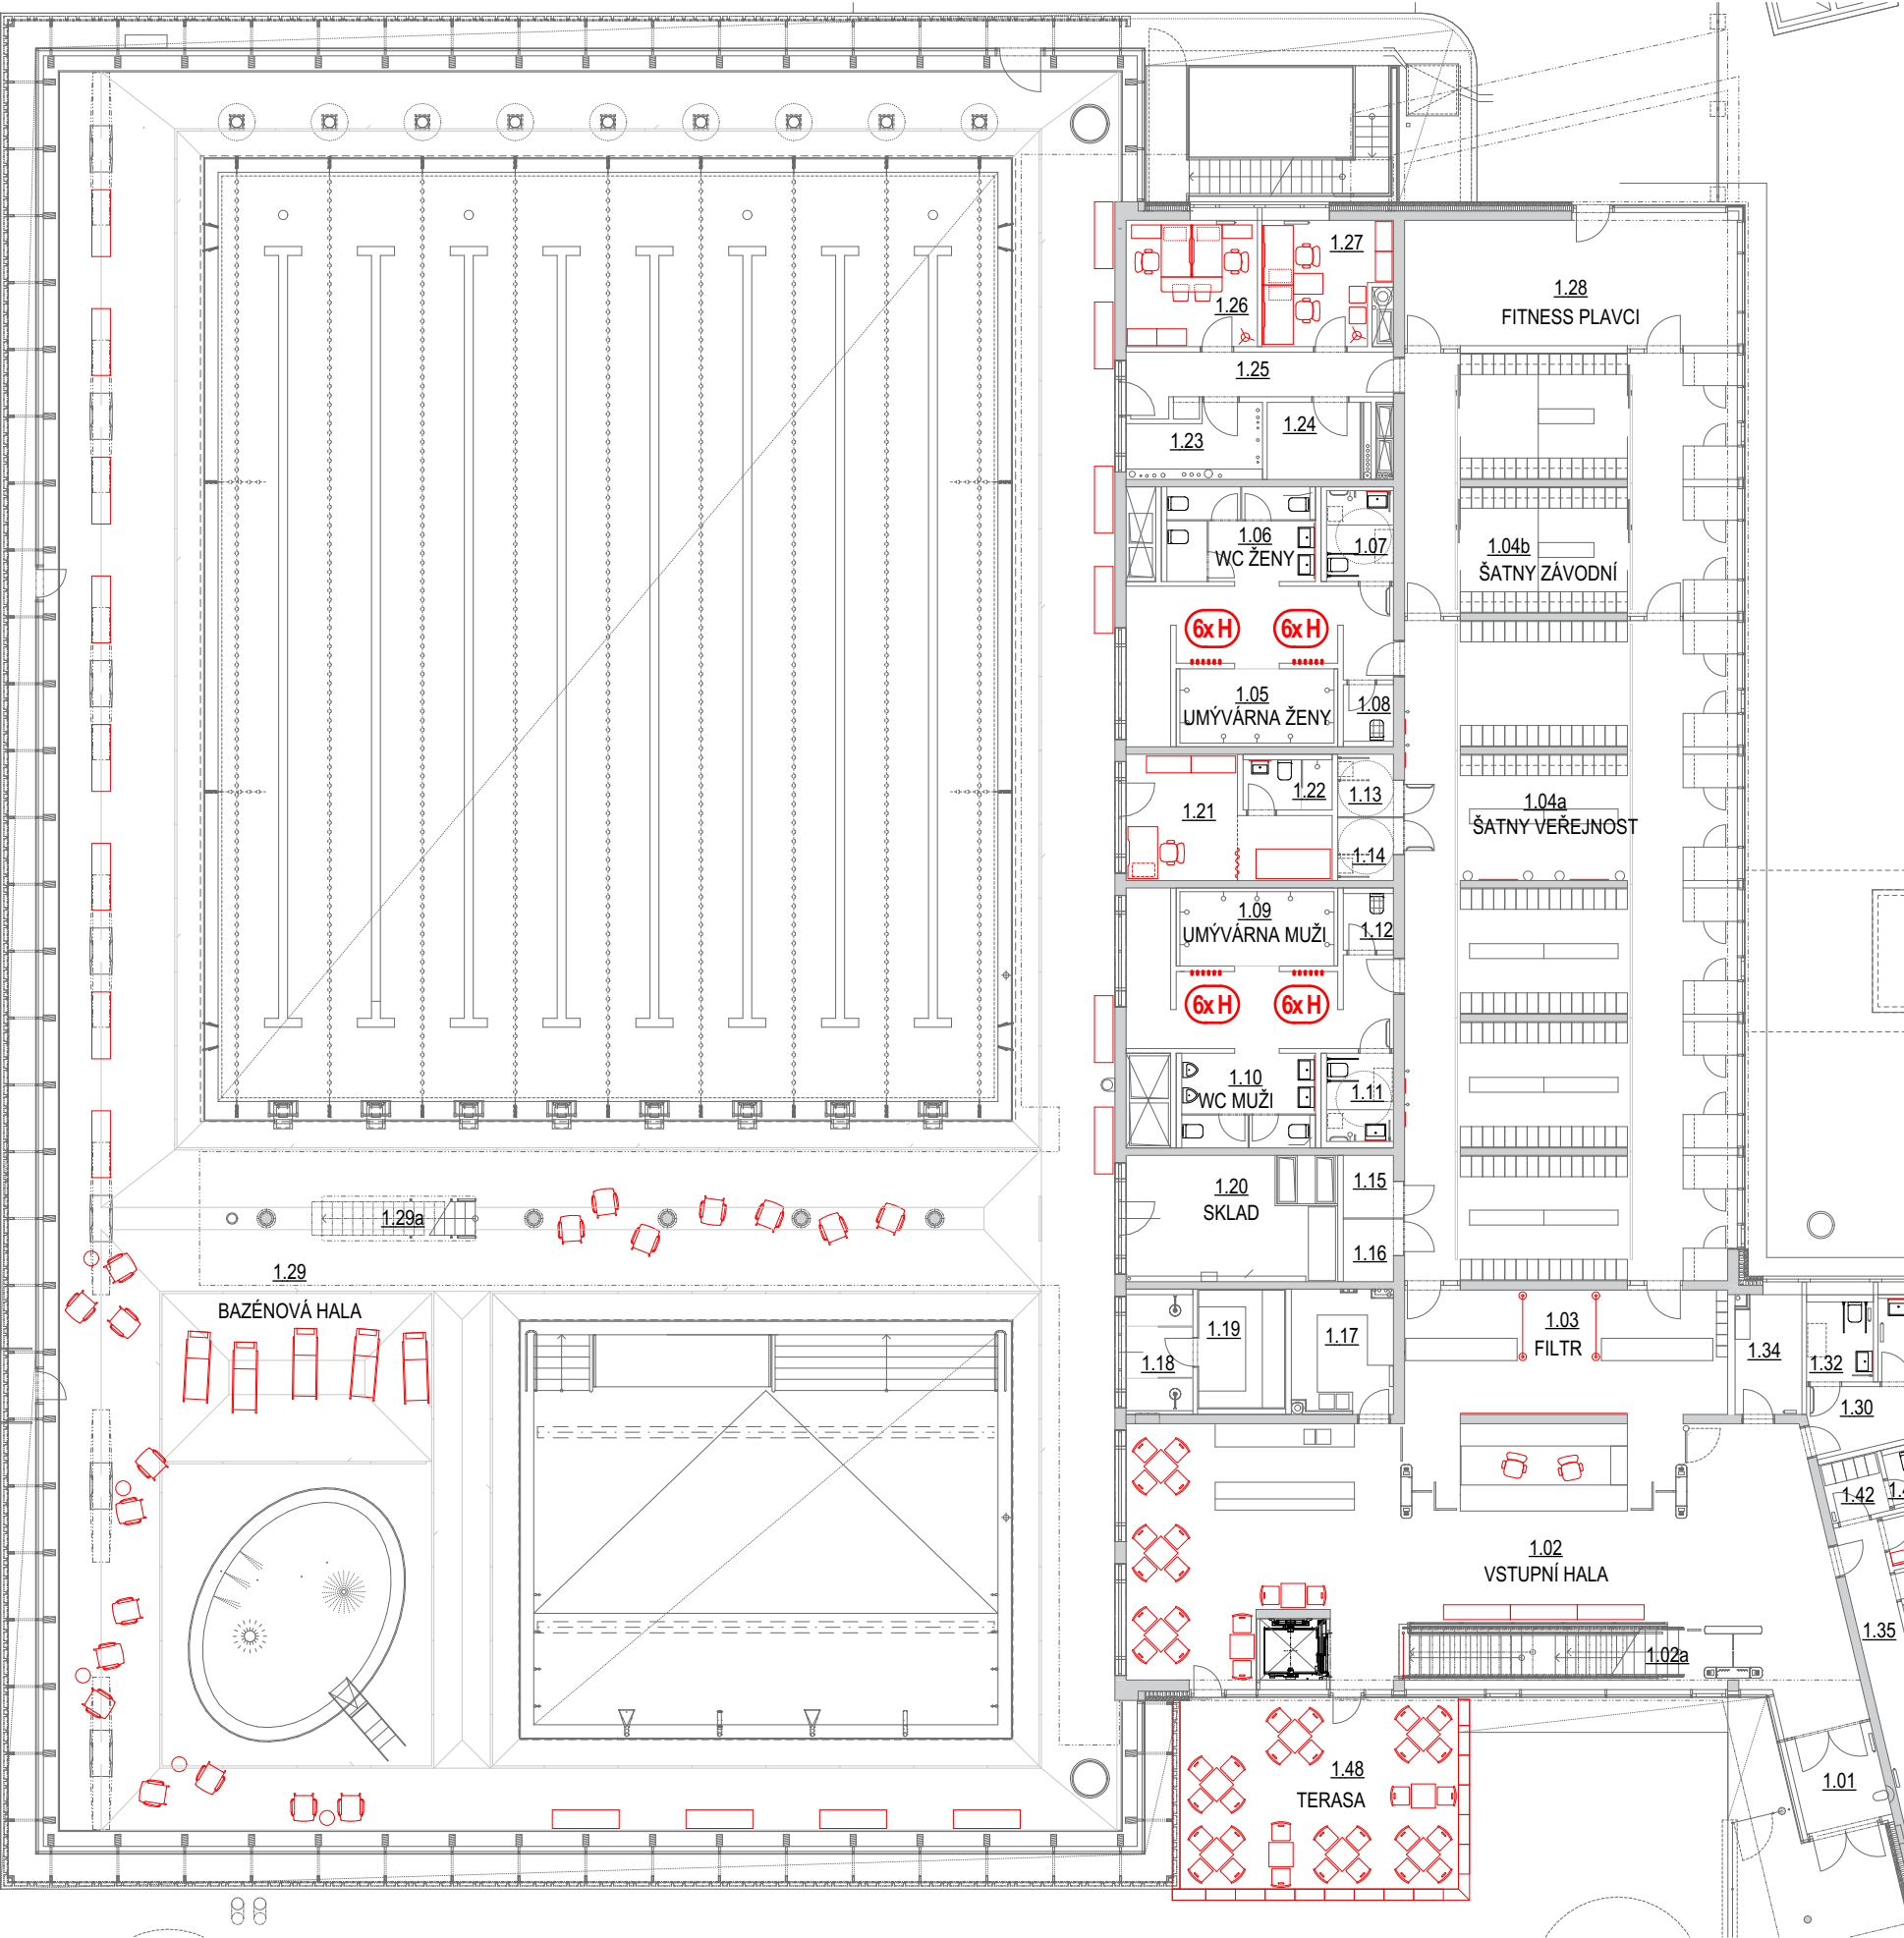 1.27
1.26
1.28
FITNESS PLAVCI
1.25
1.23
1.24
1.06
WC ŽENY
1.07
1.04b
ŠATNY ZÁVODNÍ
6x H
6x H
1.05
UMÝVÁRNA ŽENY
1.08
1.22
1.13
1.21
1.04a
ŠATNY VEŘEJNOST
1.14
1.09
UMÝVÁRNA MUŽI
1.12
6x H
6x H
1.10
WC MUŽI
1.11
1.20
SKLAD
1.15
1.16
1.29a
1.29
BAZÉNOVÁ HALA
1.19
1.17
1.18
1.03
FILTR
1.34
1.32
1.30
1.42
1.02
VSTUPNÍ HALA
1.35
1.02a
1.48
TERASA
1.01